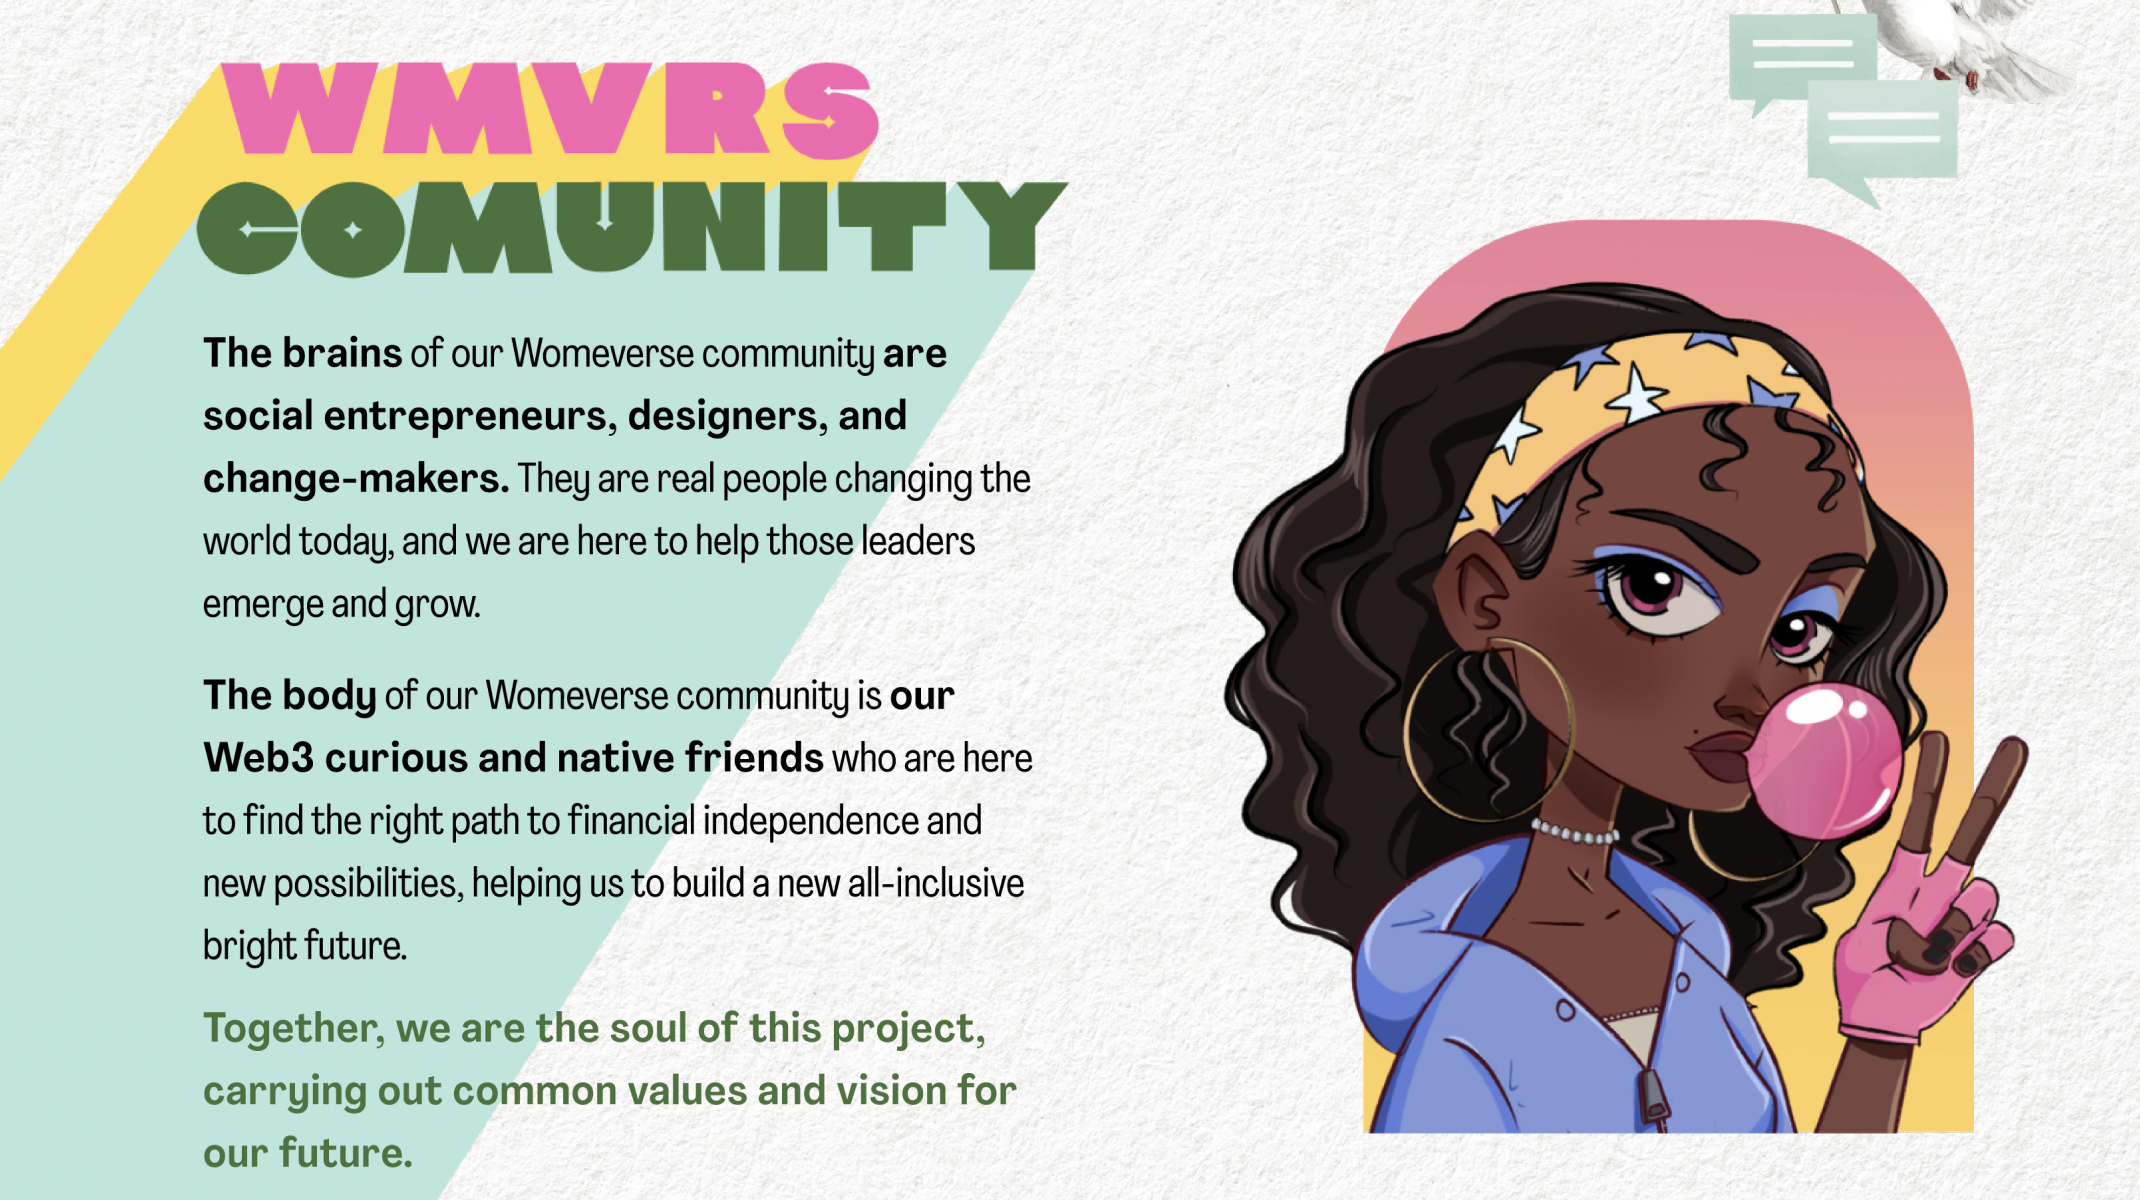 WMVRS
COMUNITY
The brains of our Womeverse community are
social entrepreneurs, designers, and
change-makers. They are real people changing the
world today, and we are here to help those leaders
emerge and grow.
The body of our Womeverse community is our
Web3 curious and native friends who are here
to find the right path to financial independence and
new possibilities, helping us to build a new all-inclusive
bright future.
Together, we are the soul of this project,
carrying out common values and vision for
our future.